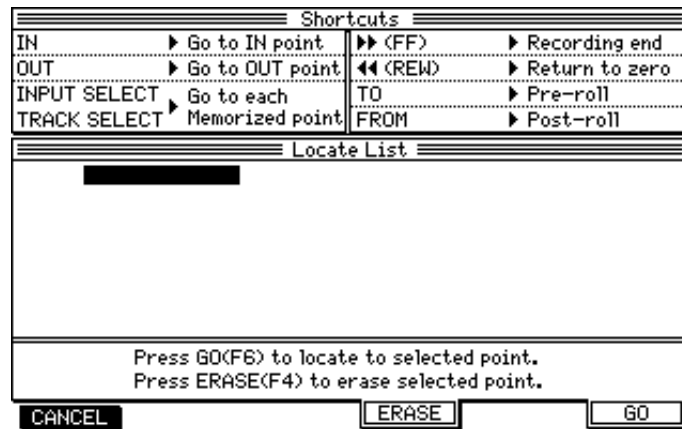 Shortcuts
IN ▶ Go to IN point ▶▶ (FF) ▶ Recording end
OUT ▶ Go to OUT point ◀◀ (REW) ▶ Return to zero
INPUT SELECT ▶ Go to each TO ▶ Pre-roll
TRACK SELECT Memorized point FROM ▶ Post-roll
Locate List
Press GO(F6) to locate to selected point.
Press ERASE(F4) to erase selected point.
CANCEL ERASE GO